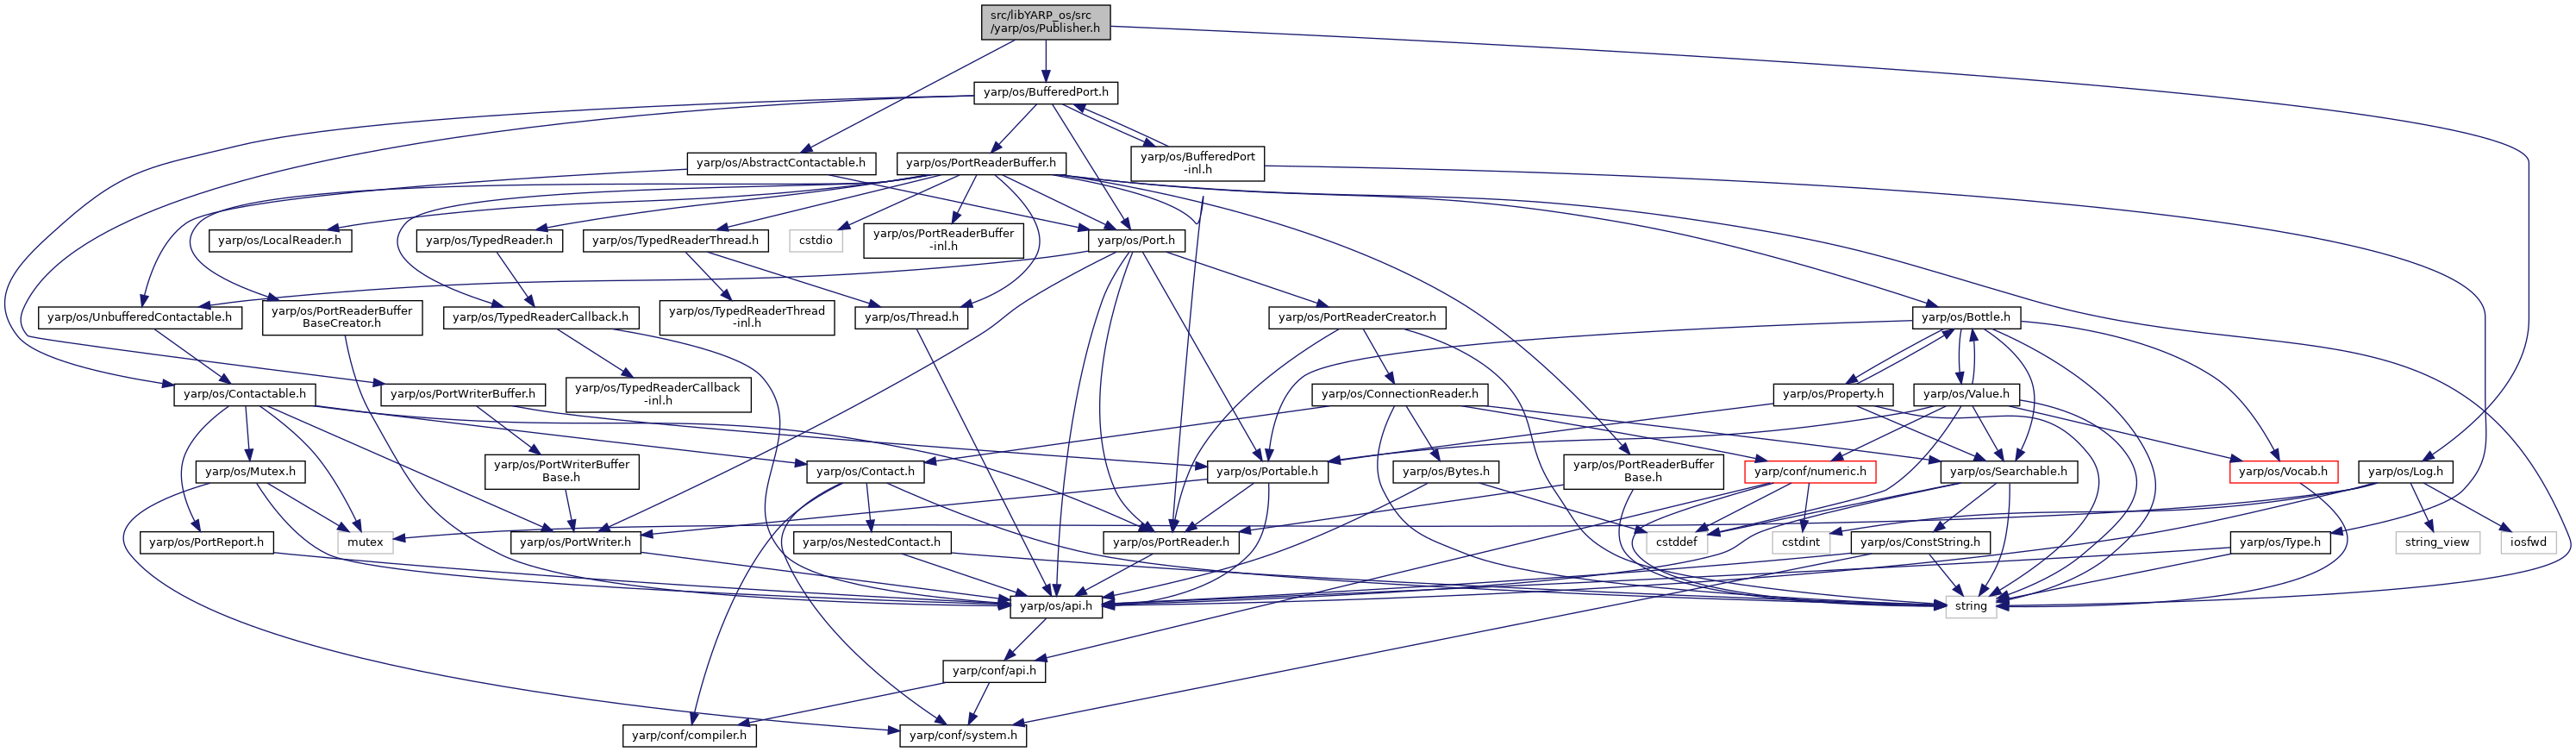 src/libYARP_os/src
/yarp/os/Publisher.h
yarp/os/BufferedPort.h
yarp/os/AbstractContactable.h
yarp/os/PortReaderBuffer.h
yarp/os/BufferedPort
-inl.h
yarp/os/LocalReader.h
yarp/os/TypedReader.h
yarp/os/TypedReaderThread.h
cstdio
yarp/os/PortReaderBuffer
-inl.h
yarp/os/Port.h
yarp/os/UnbufferedContactable.h
yarp/os/PortReaderBuffer
BaseCreator.h
yarp/os/TypedReaderCallback.h
yarp/os/TypedReaderThread
-inl.h
yarp/os/Thread.h
yarp/os/PortReaderCreator.h
yarp/os/Bottle.h
yarp/os/Contactable.h
yarp/os/PortWriterBuffer.h
yarp/os/TypedReaderCallback
-inl.h
yarp/os/ConnectionReader.h
yarp/os/Property.h
yarp/os/Value.h
yarp/os/Mutex.h
yarp/os/PortWriterBuffer
Base.h
yarp/os/Contact.h
yarp/os/Portable.h
yarp/os/Bytes.h
yarp/os/PortReaderBuffer
Base.h
yarp/conf/numeric.h
yarp/os/Searchable.h
yarp/os/Vocab.h
yarp/os/Log.h
yarp/os/PortReport.h
mutex
yarp/os/PortWriter.h
yarp/os/NestedContact.h
yarp/os/PortReader.h
cstddef
cstdint
yarp/os/ConstString.h
yarp/os/Type.h
string_view
iosfwd
yarp/os/api.h
string
yarp/conf/api.h
yarp/conf/compiler.h
yarp/conf/system.h